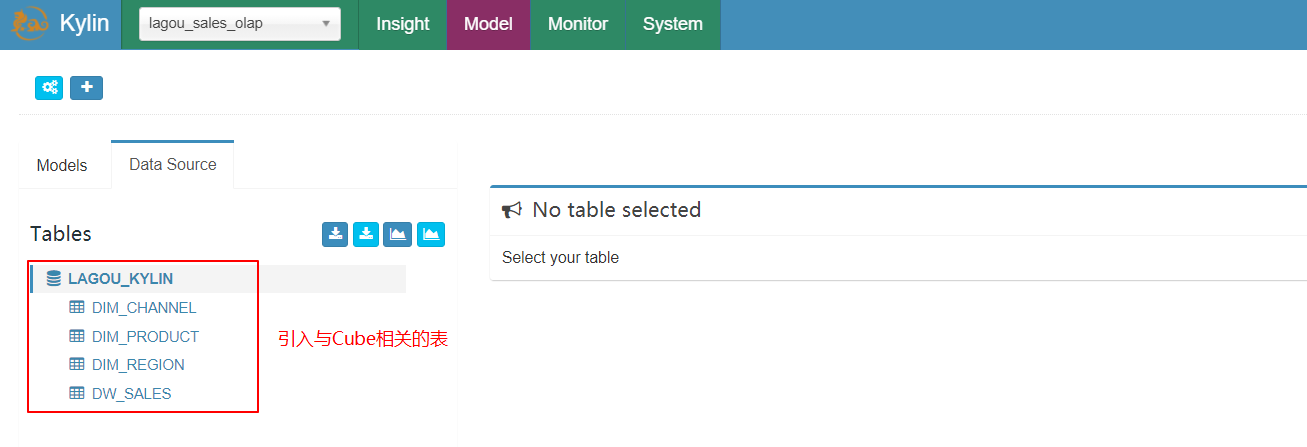 Kylin
lagou_sales_olap
Insight
Model
Monitor
System
Models
Data Source
Tables
LAGOU_KYLIN
DIM_CHANNEL
DIM_PRODUCT
DIM_REGION
DW_SALES
引入与Cube相关的表
No table selected
Select your table